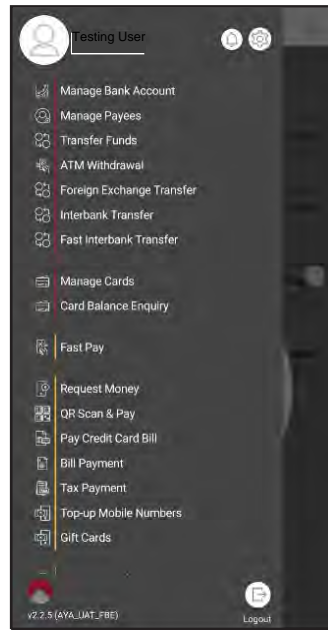 Testing User
Manage Bank Account
Manage Payees
Transfer Funds
ATM Withdrawal
Foreign Exchange Transfer
Interbank Transfer
Fast Interbank Transfer
Manage Cards
Card Balance Enquiry
Fast Pay
Request Money
QR Scan & Pay
Pay Credit Card Bill
Bill Payment
Tax Payment
Top-up Mobile Numbers
Gift Cards
v2.2.5 (AYA_UAT_FBE)
Logout